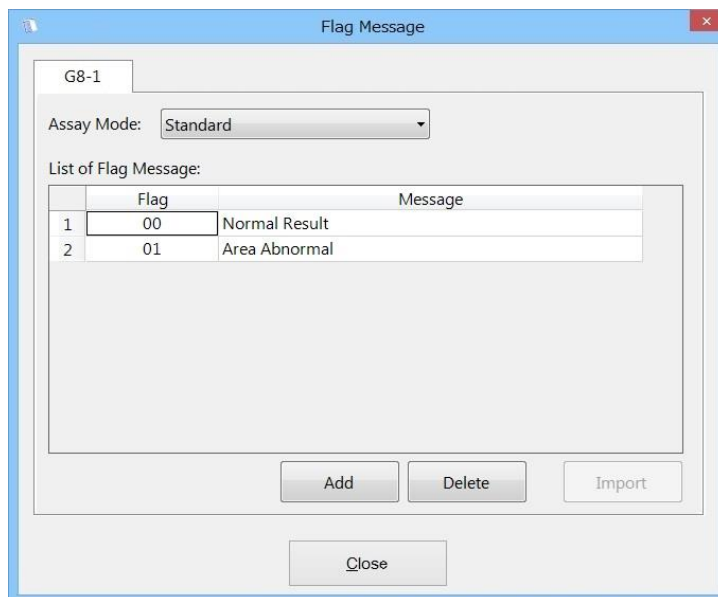 Flag Message
G8-1
Assay Mode: Standard
List of Flag Message:
Flag Message
1 00 Normal Result
2 01 Area Abnormal
Add Delete Import
Close